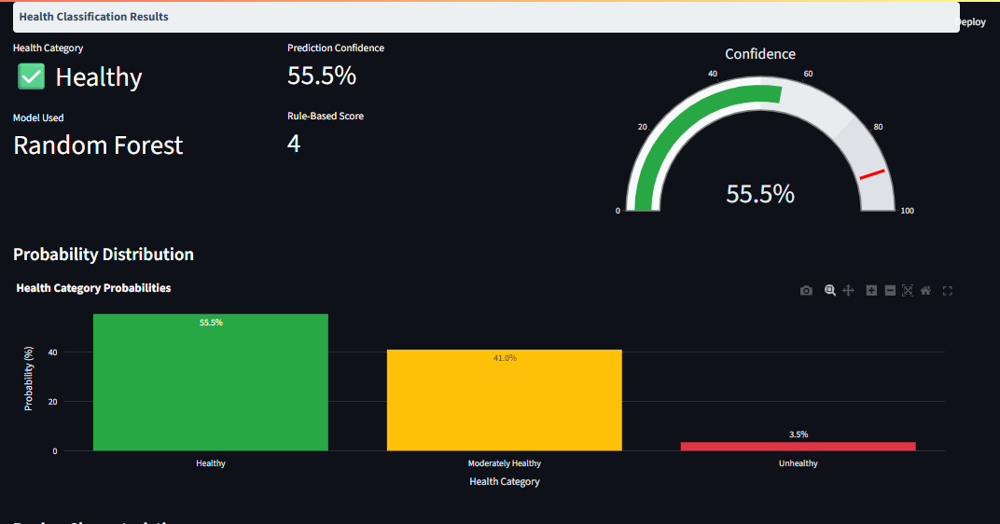 Health Classification Results
Deploy
Health Category
Healthy
Prediction Confidence
55.5%
Model Used
Random Forest
Rule-Based Score
4
Confidence
0
20
40
60
80
100
55.5%
Probability Distribution
Health Category Probabilities
Probability (%)
40
20
0
55.5%
41.0%
3.5%
Healthy
Moderately Healthy
Unhealthy
Health Category